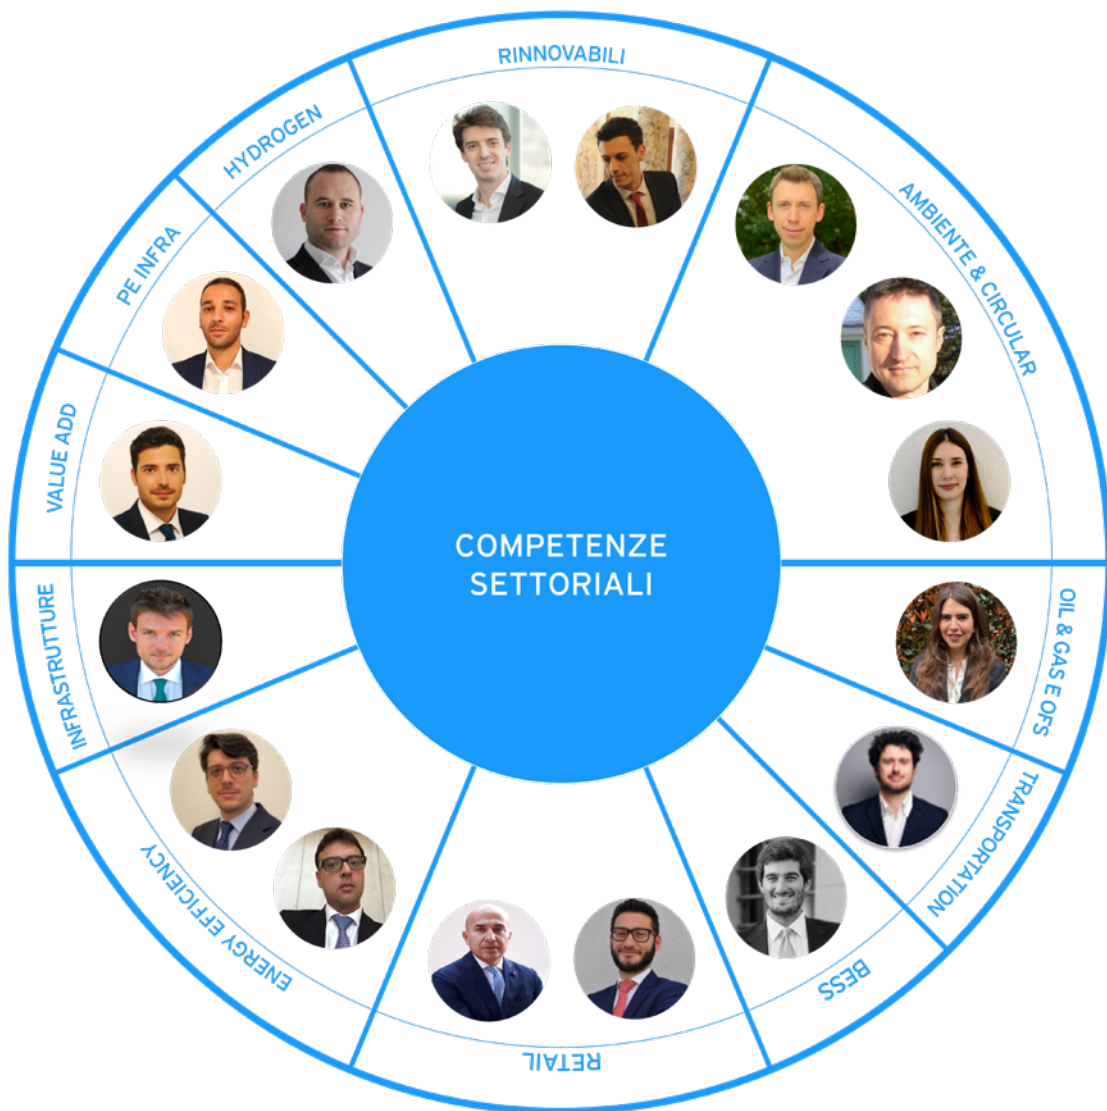 RINNOVABILI
AMBIENTE & CIRCULAR
OIL & GAS E OFS
TRANSPORTATION
BESS
RETAIL
ENERGY EFFICIENCY
INFRASTRUTTURE
VALUE ADD
PE INFRA
HYDROGEN
COMPETENZE
SETTORIALI